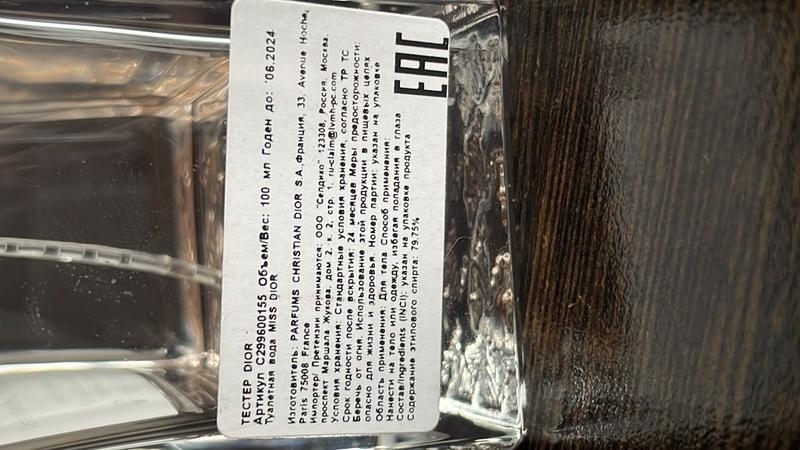 ТЕСТЕР DIOR
Артикул C299600155 Объем/Вес: 100 мл Годен до: 06.2024
Туалетная вода MISS DIOR
Изготовитель: PARFUMS CHRISTIAN DIOR S.A., Франция, 33, Avenue Hoche,
Paris 75008 France
Импортер/ Претензии принимаются: ООО "Селдико" 123308, Россия, Москва,
проспект Маршала Жукова, дом 2, к. 2, стр. 1, ru-claim@lvmh-pc.com
Условия хранения: Стандартные условия хранения, согласно ТР ТС
Срок годности после вскрытия: 24 месяцев Меры предосторожности:
Беречь от огня. Использование этой продукции в пищевых целях
опасно для жизни и здоровья. Номер партии: указан на упаковке
Область применения: Для тела Способ применения:
Нанести на тело или одежду, избегая попадания в глаза
Состав/Ingredients (INCI): указан на упаковке продукта
Содержание этилового спирта: 79.75%
EAC